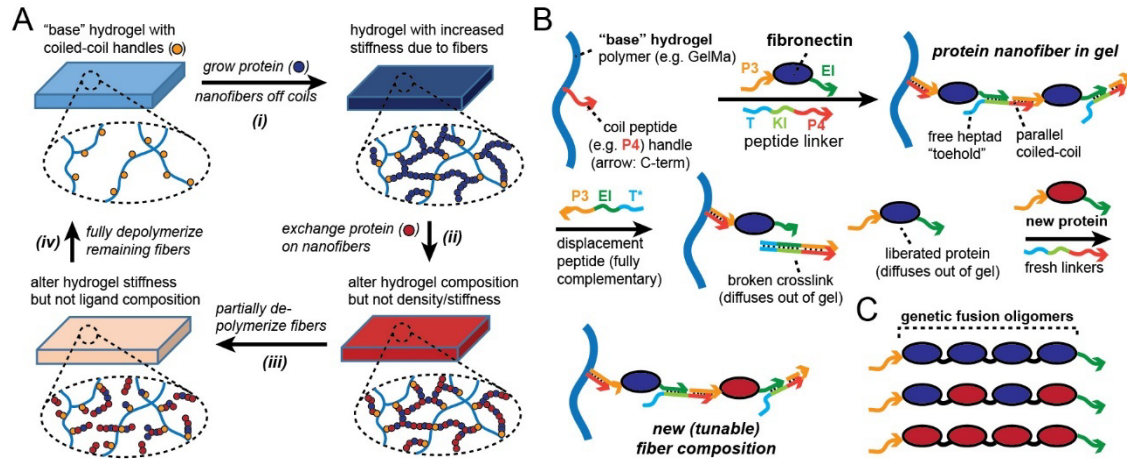 A
"base" hydrogel with
coiled-coil handles ( )
grow protein ( )
nanofibers off coils
(i)
hydrogel with increased
stiffness due to fibers
(iv)
fully depolymerize
remaining fibers
exchange protein ( )
on nanofibers
(ii)
alter hydrogel stiffness
but not ligand composition
partially de-
polymerize fibers
(iii)
alter hydrogel composition
but not density/stiffness
B
"base" hydrogel
polymer (e.g. GelMa)
coil peptide
(e.g. P4) handle
(arrow: C-term)
fibronectin
P3
EI
T
KI
P4
peptide linker
protein nanofiber in gel
free heptad
"toehold"
parallel
coiled-coil
P3 EI T*
displacement
peptide (fully
complementary)
broken crosslink
(diffuses out of gel)
liberated protein
(diffuses out of gel)
new protein
fresh linkers
new (tunable)
fiber composition
C
genetic fusion oligomers